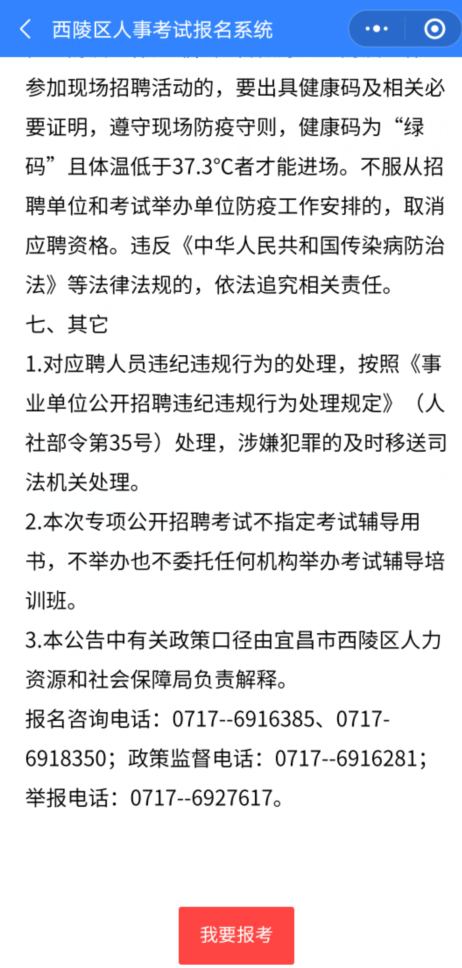 西陵区人事考试报名系统
参加现场招聘活动的，要出具健康码及相关必
要证明，遵守现场防疫守则，健康码为“绿
码”且体温低于37.3℃者才能进场。不服从招
聘单位和考试举办单位防疫工作安排的，取消
应聘资格。违反《中华人民共和国传染病防治
法》等法律法规的，依法追究相关责任。
七、其它
1.对应聘人员违纪违规行为的处理，按照《事
业单位公开招聘违纪违规行为处理规定》（人
社部令第35号）处理，涉嫌犯罪的及时移送司
法机关处理。
2.本次专项公开招聘考试不指定考试辅导用
书，不举办也不委托任何机构举办考试辅导培
训班。
3.本公告中有关政策口径由宜昌市西陵区人力
资源和社会保障局负责解释。
报名咨询电话：0717--6916385、0717-
6918350；政策监督电话：0717--6916281；
举报电话：0717--6927617。
我要报考